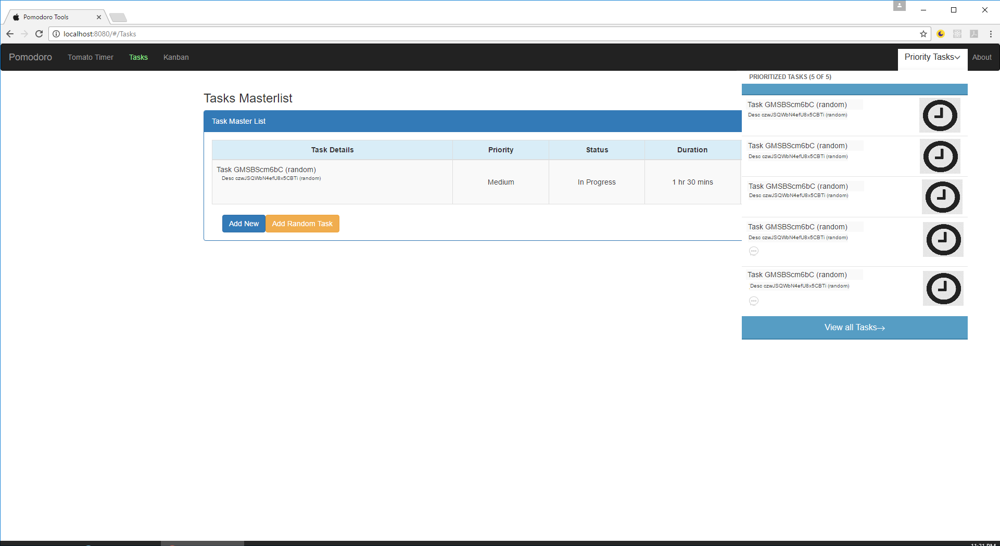 Pomodoro Tools
localhost:8080/#/Tasks
Pomodoro Tomato Timer Tasks Kanban Priority Tasks About
PRIORITIZED TASKS (5 OF 5)
Tasks Masterlist
Task Master List
Task Details Priority Status Duration
Task GMSBScm6bC (random)
Desc czwJSQWbN4efU8x5CBTi (random)
Medium In Progress 1 hr 30 mins
Add New Add Random Task
Task GMSBScm6bC (random)
Desc czwJSQWbN4efU8x5CBTi (random)
Task GMSBScm6bC (random)
Desc czwJSQWbN4efU8x5CBTi (random)
Task GMSBScm6bC (random)
Desc czwJSQWbN4efU8x5CBTi (random)
Task GMSBScm6bC (random)
Desc czwJSQWbN4efU8x5CBTi (random)
Task GMSBScm6bC (random)
Desc czwJSQWbN4efU8x5CBTi (random)
View all Tasks→